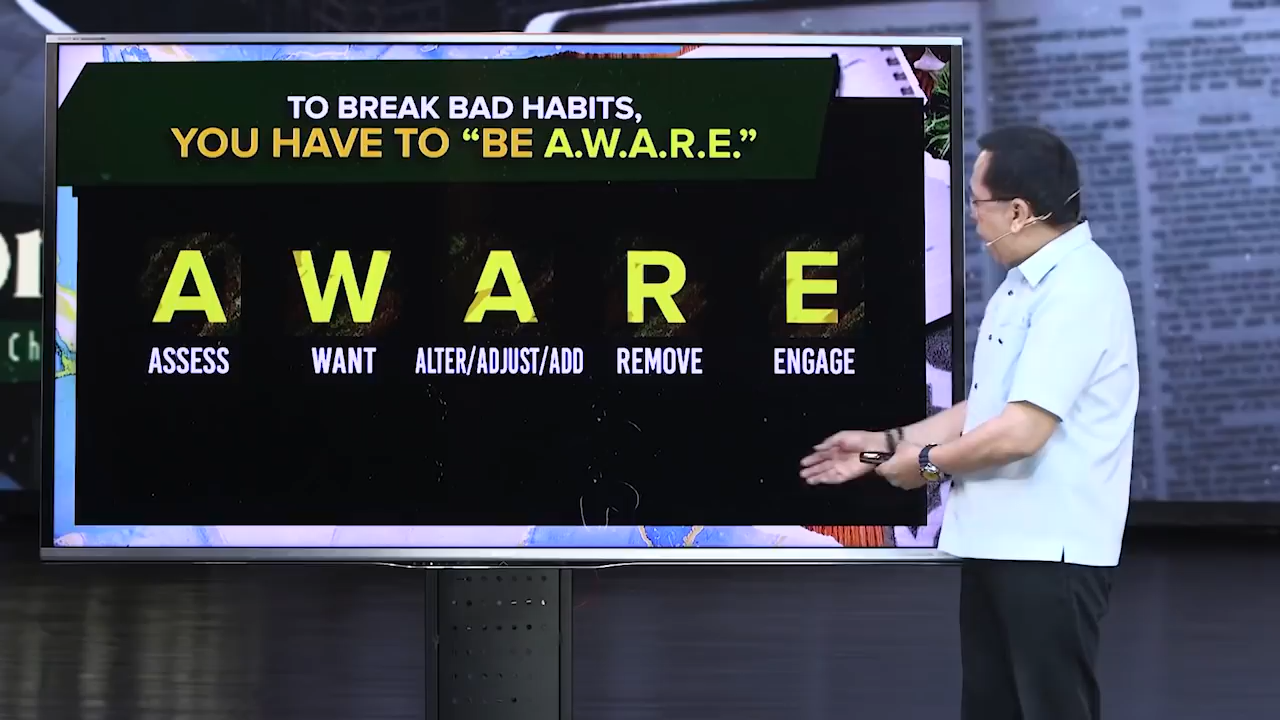 TO BREAK BAD HABITS,
YOU HAVE TO “BE A.W.A.R.E.”
A W A R E
ASSESS WANT ALTER/ADJUST/ADD REMOVE ENGAGE